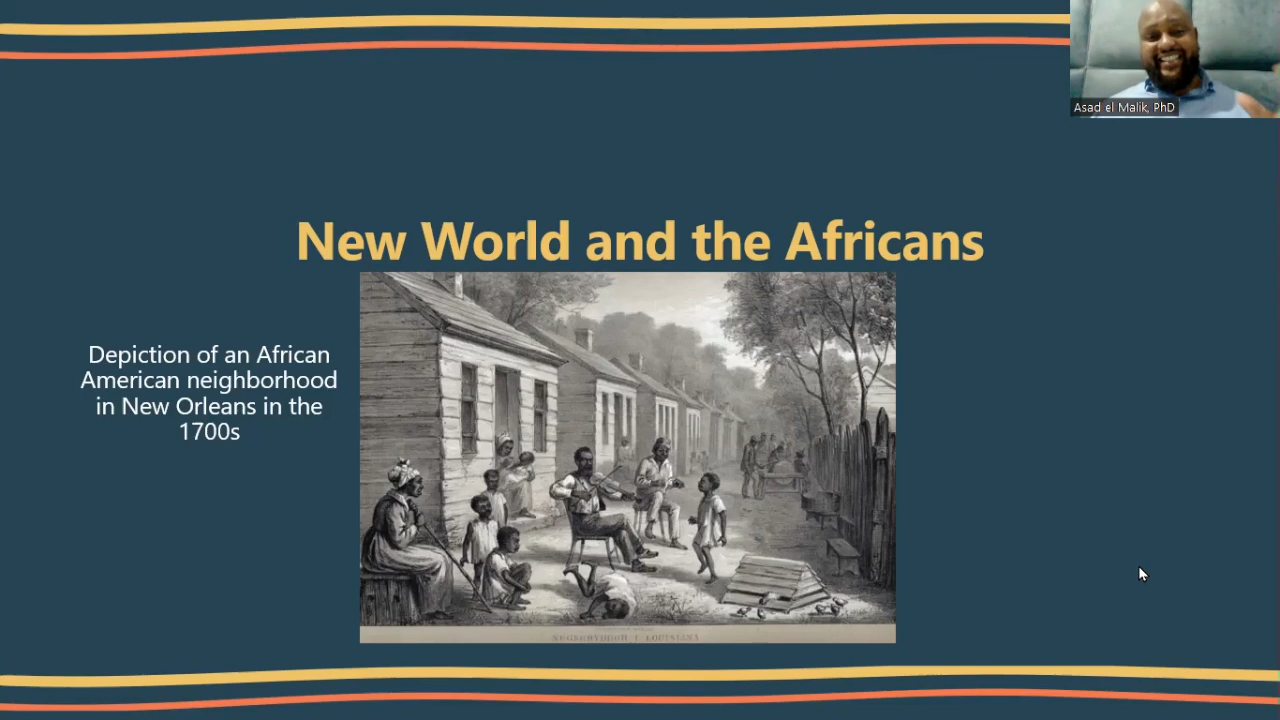 Asad el Malik, PhD
New World and the Africans
Depiction of an African
American neighborhood
in New Orleans in the
1700s
LOUISIANA